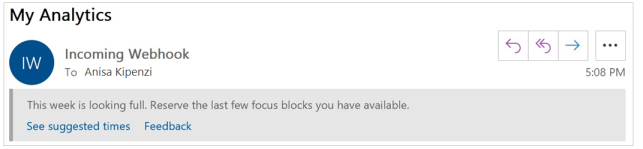 My Analytics
IW
Incoming Webhook
To Anisa Kipenzi
5:08 PM
This week is looking full. Reserve the last few focus blocks you have available.
See suggested times Feedback